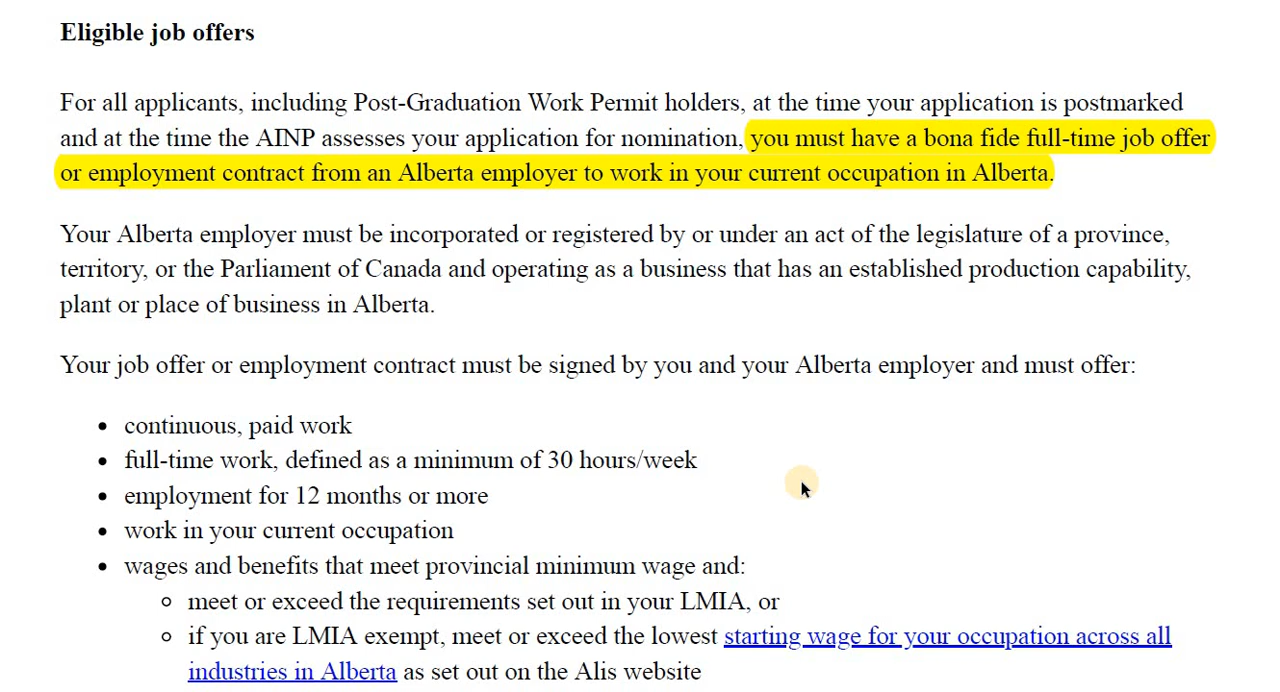 Eligible job offers
For all applicants, including Post-Graduation Work Permit holders, at the time your application is postmarked
and at the time the AINP assesses your application for nomination, you must have a bona fide full-time job offer
or employment contract from an Alberta employer to work in your current occupation in Alberta.
Your Alberta employer must be incorporated or registered by or under an act of the legislature of a province,
territory, or the Parliament of Canada and operating as a business that has an established production capability,
plant or place of business in Alberta.
Your job offer or employment contract must be signed by you and your Alberta employer and must offer:
• continuous, paid work
• full-time work, defined as a minimum of 30 hours/week
• employment for 12 months or more
• work in your current occupation
• wages and benefits that meet provincial minimum wage and:
◦ meet or exceed the requirements set out in your LMIA, or
◦ if you are LMIA exempt, meet or exceed the lowest starting wage for your occupation across all
industries in Alberta as set out on the Alis website